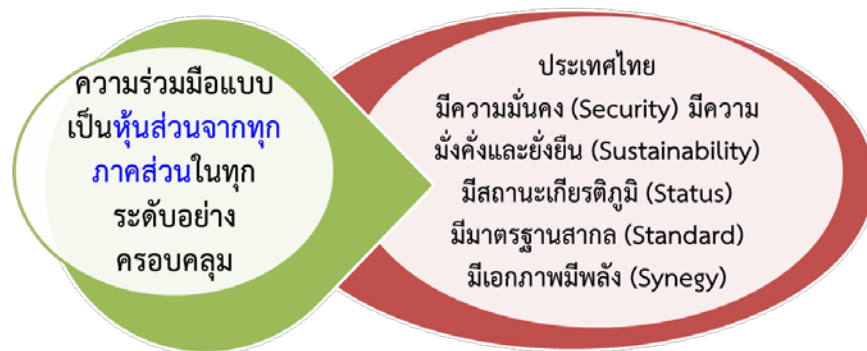 ความร่วมมือแบบ
เป็นหุ้นส่วนจากทุก
ภาคส่วนในทุก
ระดับอย่าง
ครอบคลุม
ประเทศไทย
มีความมั่นคง (Security) มีความ
มั่งคั่งและยั่งยืน (Sustainability)
มีสถานะเกียรติภูมิ (Status)
มีมาตรฐานสากล (Standard)
มีเอกภาพมีพลัง (Synegy)